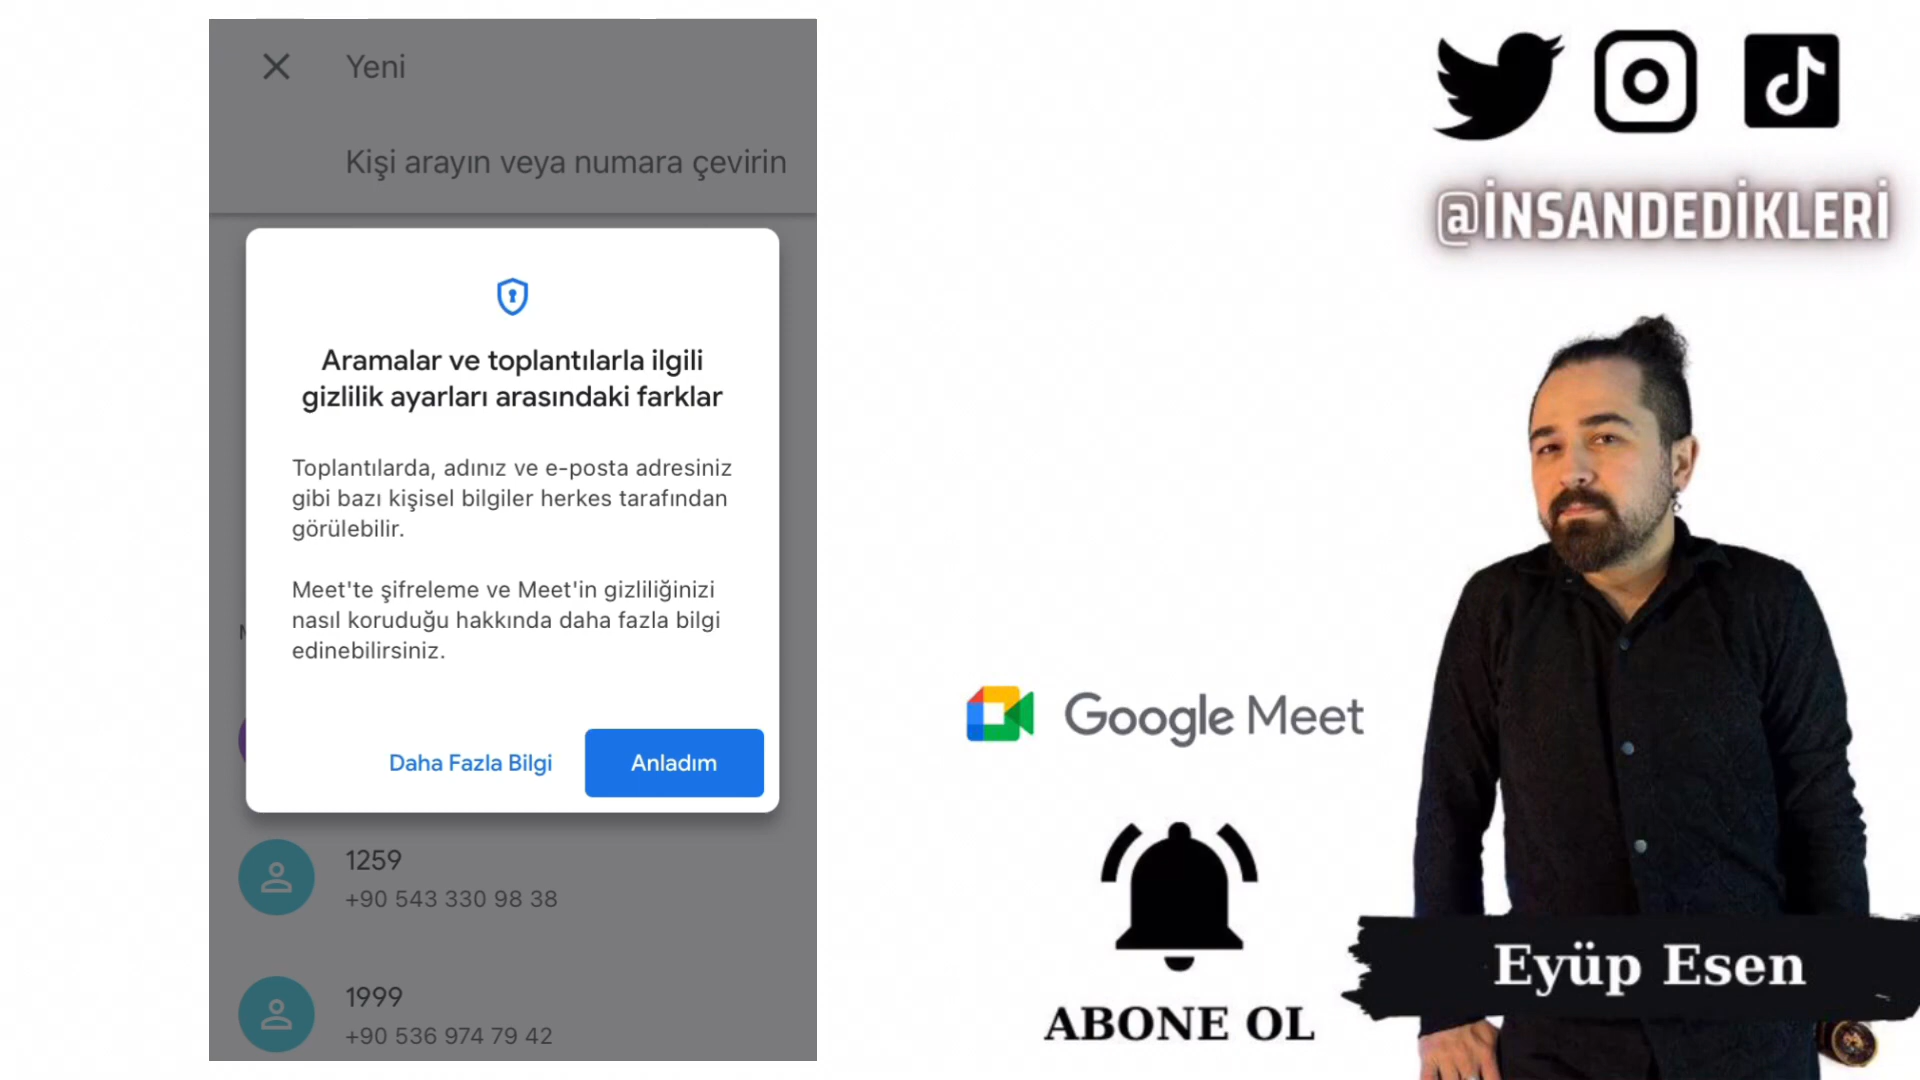 Yeni
Kişi arayın veya numara çevirin
Aramalar ve toplantılarla ilgili
gizlilik ayarları arasındaki farklar
Toplantılarda, adınız ve e-posta adresiniz
gibi bazı kişisel bilgiler herkes tarafından
görülebilir.
Meet'te şifreleme ve Meet'in gizliliğinizi
nasıl koruduğu hakkında daha fazla bilgi
edinebilirsiniz.
Daha Fazla Bilgi
Anladım
1259
+90 543 330 98 38
1999
+90 536 974 79 42
@İNSANDEDİKLERİ
Google Meet
ABONE OL
Eyüp Esen